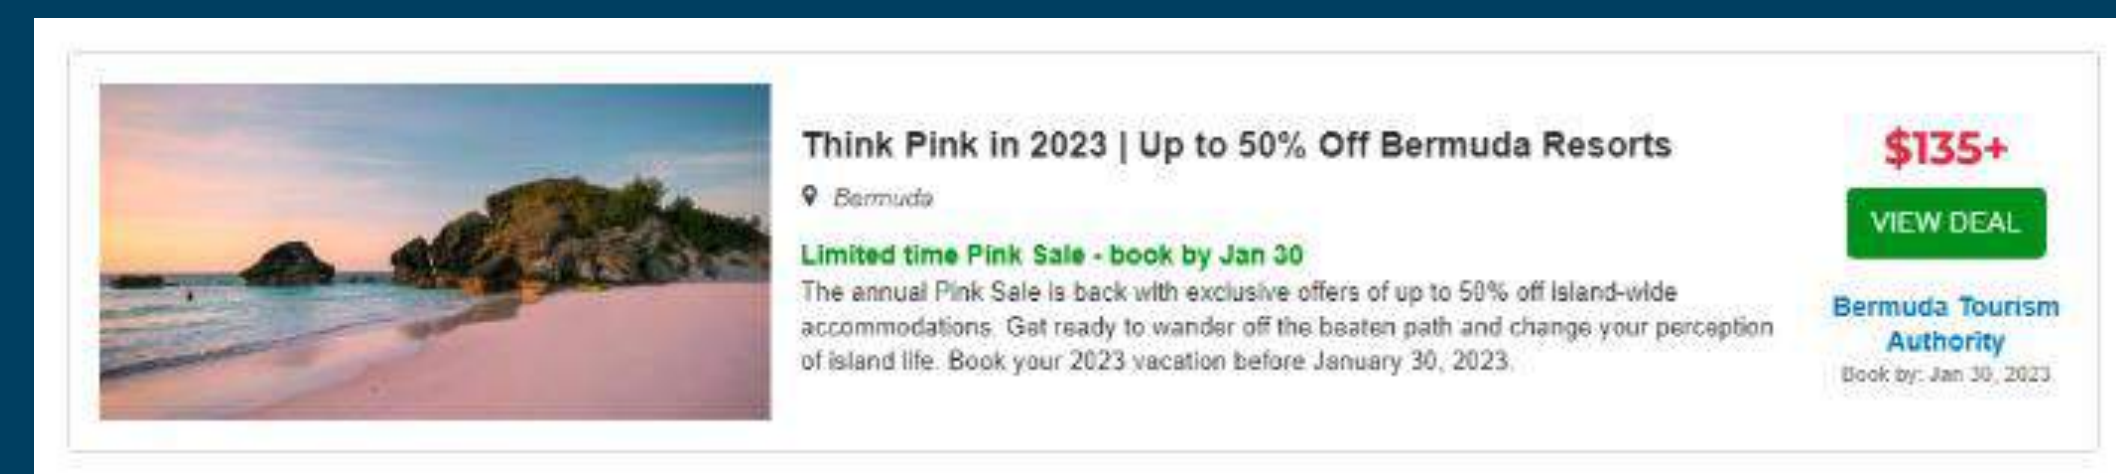 Think Pink in 2023 | Up to 50% Off Bermuda Resorts
Bermuda
Limited time Pink Sale - book by Jan 30
The annual Pink Sale is back with exclusive offers of up to 50% off island-wide
accommodations. Get ready to wander off the beaten path and change your perception
of island life. Book your 2023 vacation before January 30, 2023.
$135+
VIEW DEAL
Bermuda Tourism
Authority
Book by: Jan 30, 2023